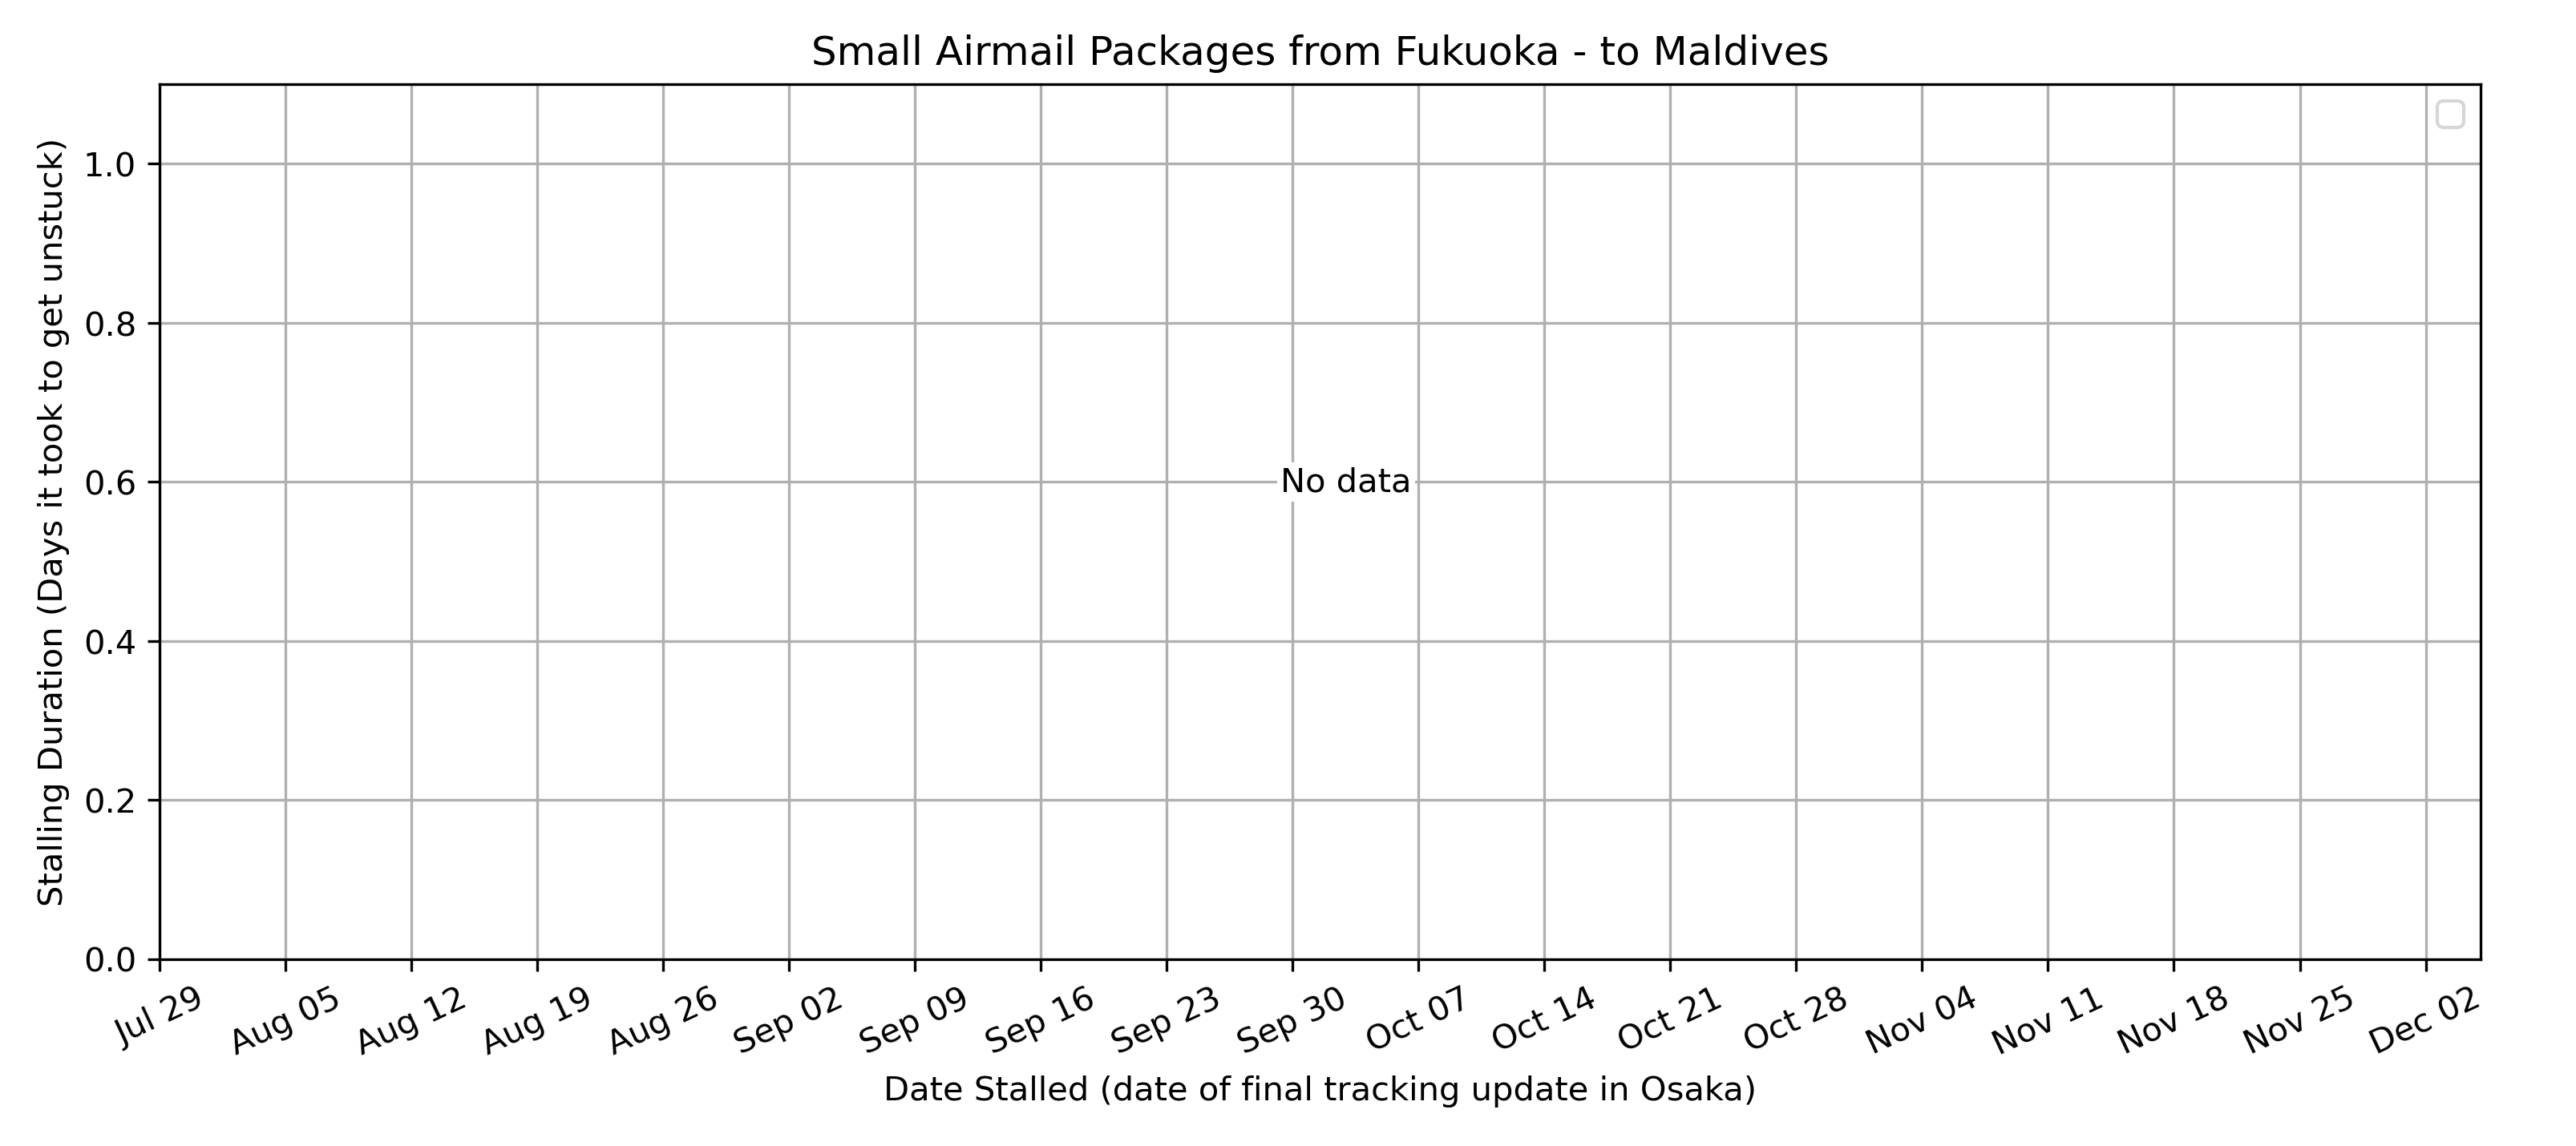 Small Airmail Packages from Fukuoka - to Maldives
Stalling Duration (Days it took to get unstuck)
1.0
0.8
0.6
0.4
0.2
0.0
No data
Jul 29 Aug 05 Aug 12 Aug 19 Aug 26 Sep 02 Sep 09 Sep 16 Sep 23 Sep 30 Oct 07 Oct 14 Oct 21 Oct 28 Nov 04 Nov 11 Nov 18 Nov 25 Dec 02
Date Stalled (date of final tracking update in Osaka)